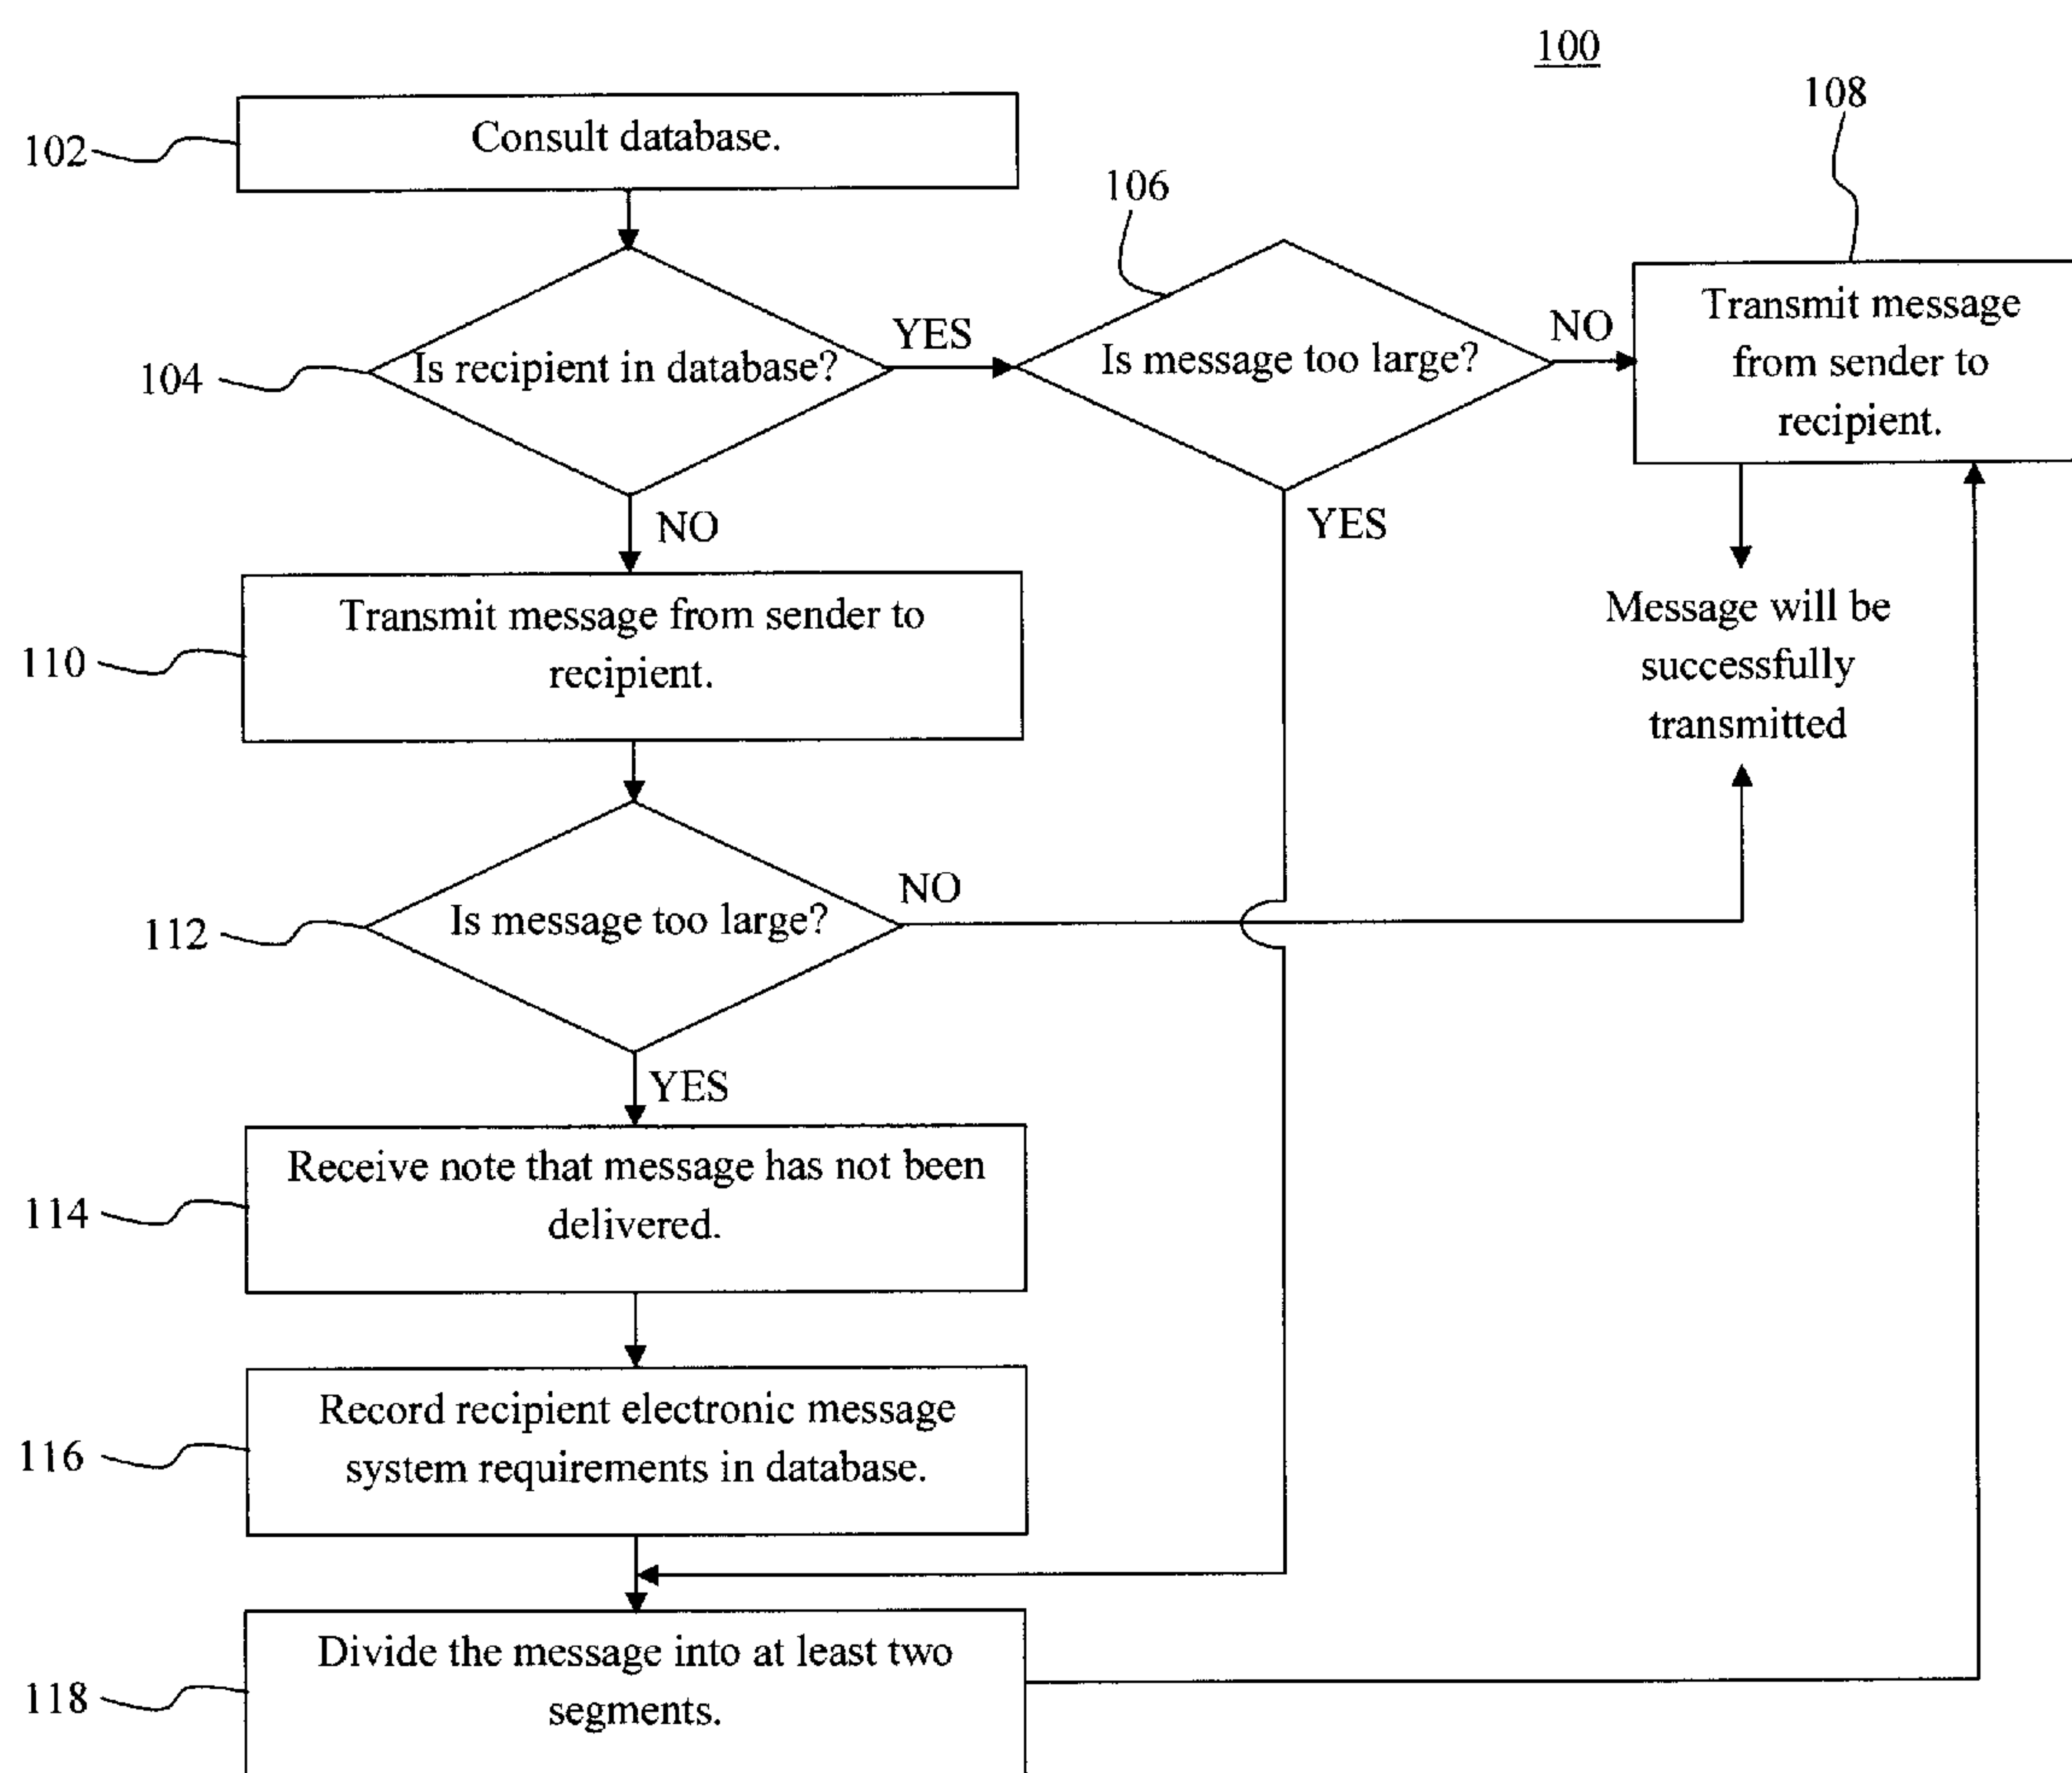 100
108
102
Consult database.
106
104
Is recipient in database?
YES
Is message too large?
NO
Transmit message
from sender to
recipient.
NO
YES
110
Transmit message from sender to
recipient.
Message will be
successfully
transmitted
112
Is message too large?
NO
YES
114
Receive note that message has not been
delivered.
116
Record recipient electronic message
system requirements in database.
118
Divide the message into at least two
segments.